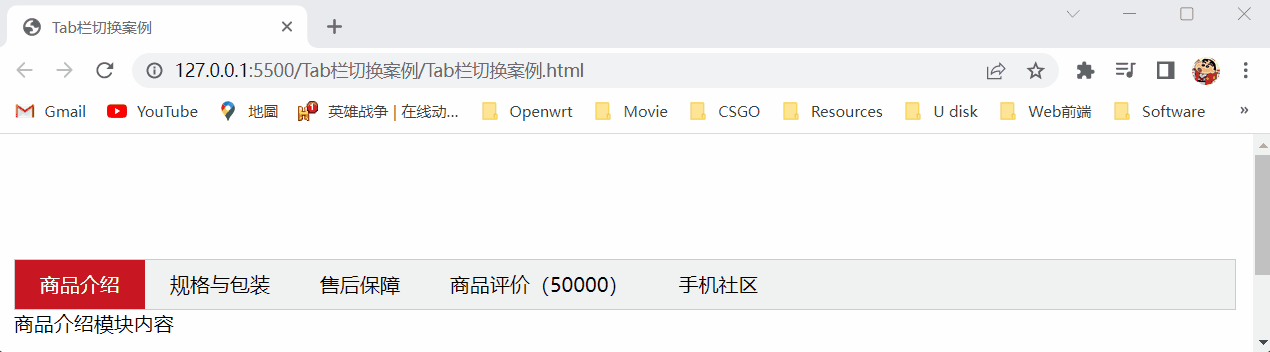 Tab栏切换案例
127.0.0.1:5500/Tab栏切换案例/Tab栏切换案例.html
Gmail YouTube 地圖 1 英雄战争 | 在线动... Openwrt Movie CSGO Resources U disk Web前端 Software »
商品介绍 规格与包装 售后保障 商品评价（50000） 手机社区
商品介绍模块内容